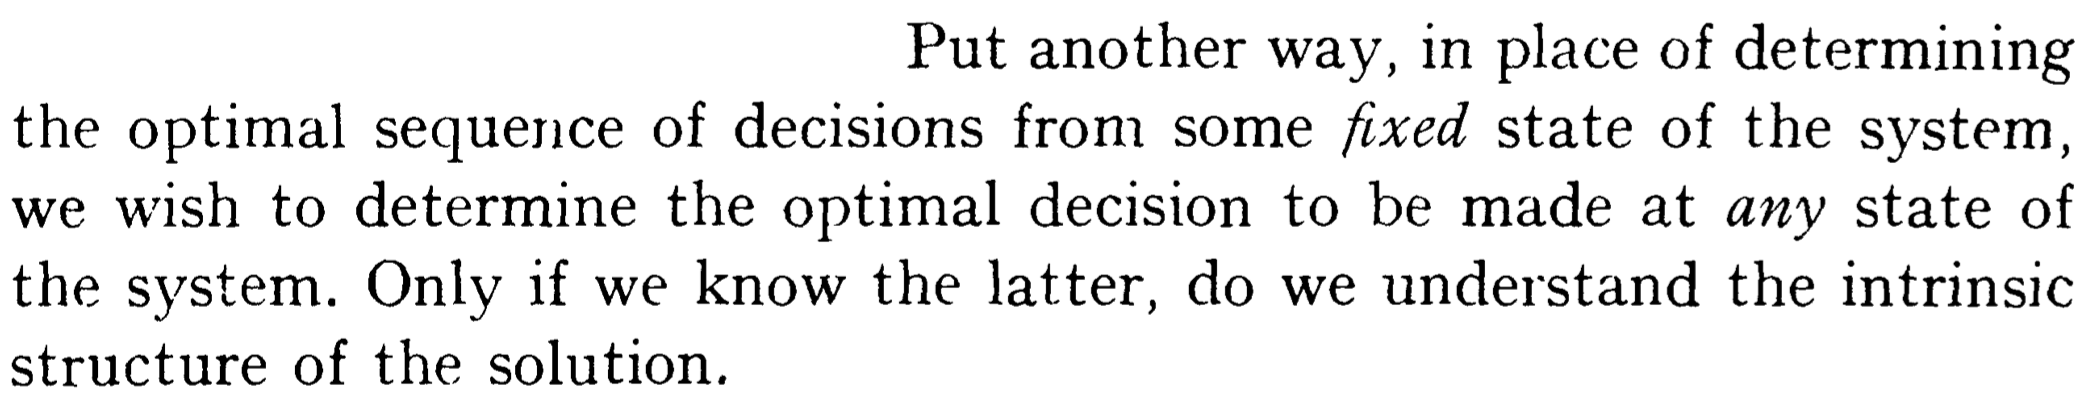 Put another way, in place of determining
the optimal sequence of decisions from some fixed state of the system,
we wish to determine the optimal decision to be made at any state of
the system. Only if we know the latter, do we understand the intrinsic
structure of the solution.